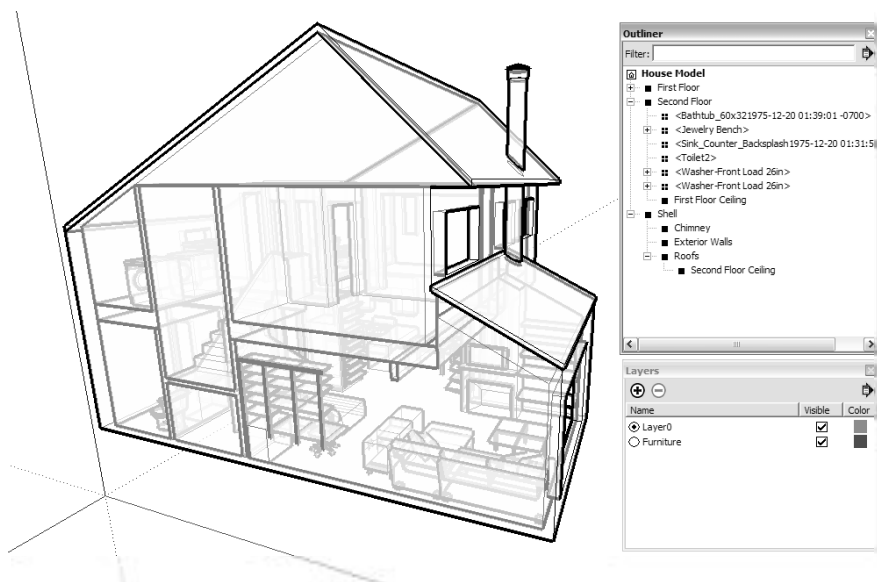 Outliner
Filter:
House Model
First Floor
Second Floor
<Bathtub_60x321975-12-20 01:39:01 -0700>
<Jewelry Bench>
<Sink_Counter_Backsplash1975-12-20 01:31:5
<Toilet2>
<Washer-Front Load 26in>
<Washer-Front Load 26in>
First Floor Ceiling
Shell
Chimney
Exterior Walls
Roofs
Second Floor Ceiling
Layers
Name Visible Color
Layer0
Furniture